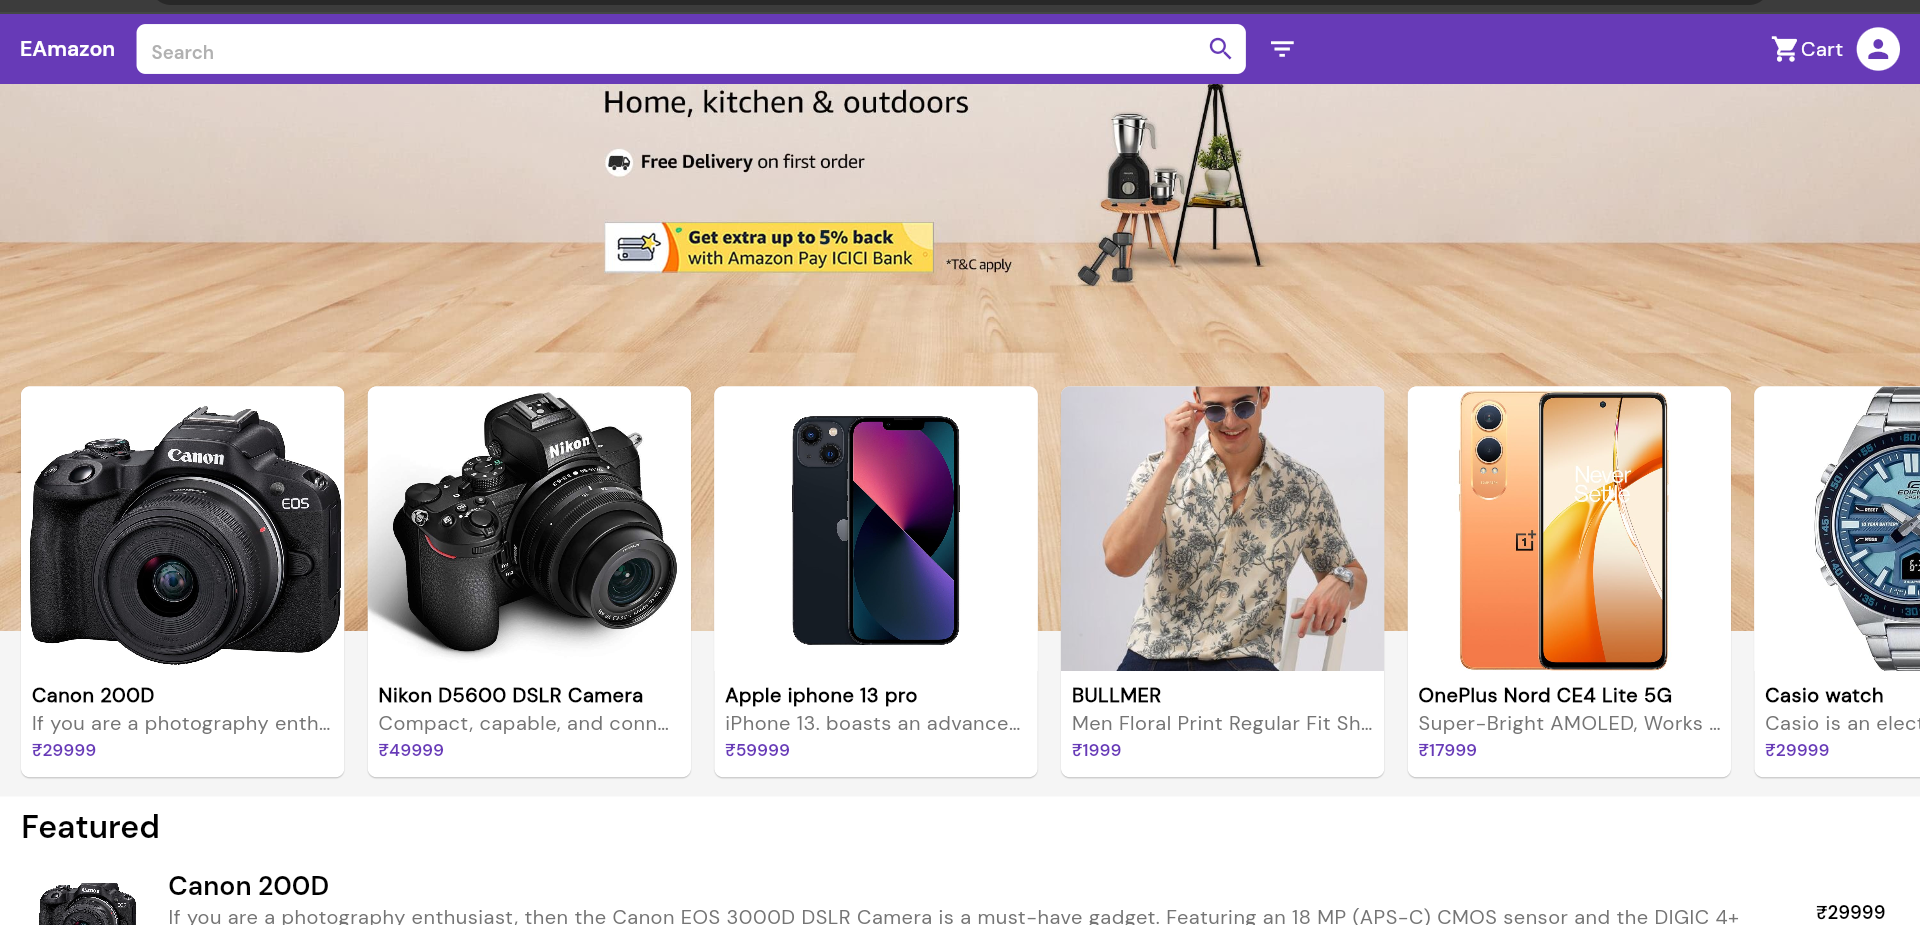 EAmazon
Search
Cart
Home, kitchen & outdoors
Free Delivery on first order
Get extra up to 5% back
with Amazon Pay ICICI Bank
*T&C apply
Canon
EOS
Nikon
Never
Settle
Canon 200D
If you are a photography enth...
₹29999
Nikon D5600 DSLR Camera
Compact, capable, and conn...
₹49999
Apple iphone 13 pro
iPhone 13. boasts an advance...
₹59999
BULLMER
Men Floral Print Regular Fit Sh...
₹1999
OnePlus Nord CE4 Lite 5G
Super-Bright AMOLED, Works ...
₹17999
Casio watch
Casio is an elect
₹29999
Featured
Canon 200D
If you are a photography enthusiast, then the Canon EOS 3000D DSLR Camera is a must-have gadget. Featuring an 18 MP (APS-C) CMOS sensor and the DIGIC 4+
₹29999